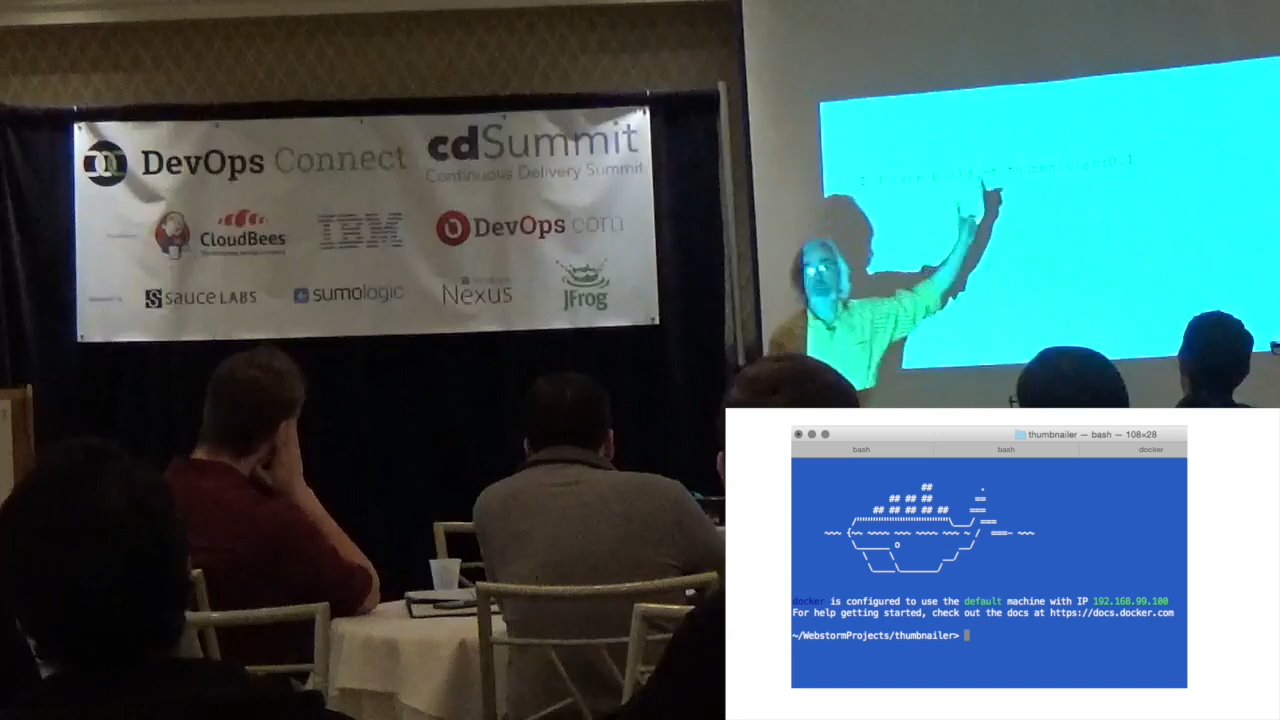 DevOps Connect
cdSummit
Continuous Delivery Summit
CloudBees
IBM
DevOps.com
SAUCE LABS
sumologic
Nexus
JFrog
thumbnailer — bash — 108×28
bash
bash
docker
docker is configured to use the default machine with IP 192.168.99.100
For help getting started, check out the docs at https://docs.docker.com
~/WebstormProjects/thumbnailer>